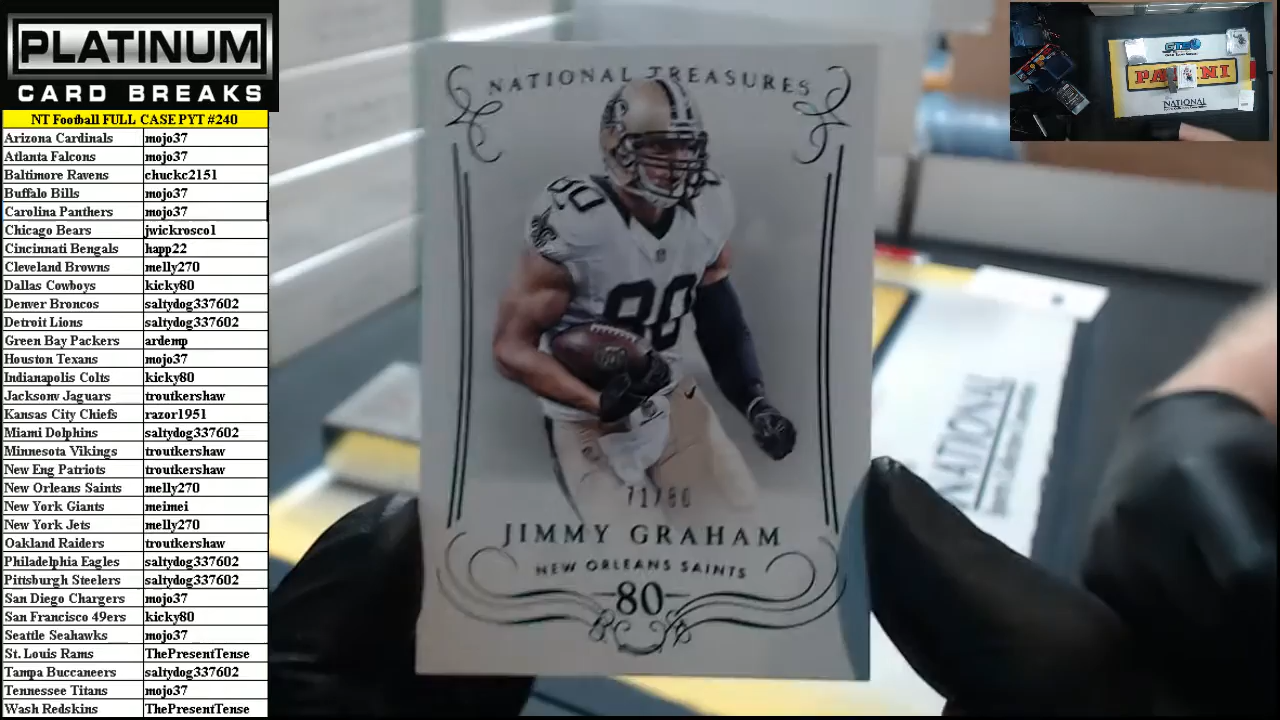 PLATINUM
CARD BREAKS
NT Football FULL CASE PYT #240
Arizona Cardinals mojo37
Atlanta Falcons mojo37
Baltimore Ravens chuckc2151
Buffalo Bills mojo37
Carolina Panthers mojo37
Chicago Bears jwickrosco1
Cincinnati Bengals happ22
Cleveland Browns melly270
Dallas Cowboys kicky80
Denver Broncos saltydog337602
Detroit Lions saltydog337602
Green Bay Packers ardemp
Houston Texans mojo37
Indianapolis Colts kicky80
Jacksonv Jaguars troutkershaw
Kansas City Chiefs razor1951
Miami Dolphins saltydog337602
Minnesota Vikings troutkershaw
New Eng Patriots troutkershaw
New Orleans Saints melly270
New York Giants meimei
New York Jets melly270
Oakland Raiders troutkershaw
Philadelphia Eagles saltydog337602
Pittsburgh Steelers saltydog337602
San Diego Chargers mojo37
San Francisco 49ers kicky80
Seattle Seahawks mojo37
St. Louis Rams ThePresentTense
Tampa Buccaneers saltydog337602
Tennessee Titans mojo37
Wash Redskins ThePresentTense
NATIONAL TREASURES
80
80
71/80
JIMMY GRAHAM
NEW ORLEANS SAINTS
80
NATIONAL
PANINI
NATIONAL